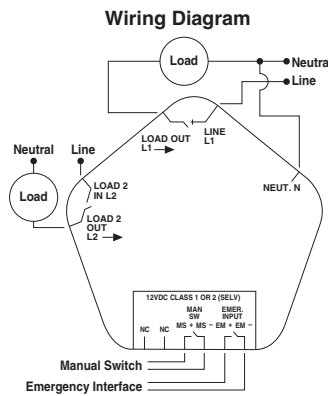 Wiring Diagram
Load
Neutral
Line
LOAD OUT
L1
LINE
L1
Neutral
Line
LOAD 2
IN L2
NEUT. N
Load
LOAD 2
OUT
L2
12VDC CLASS 1 OR 2 (SELV)
MAN
SW
EMER.
INPUT
NC
NC
MS + MS −
EM + EM −
Manual Switch
Emergency Interface